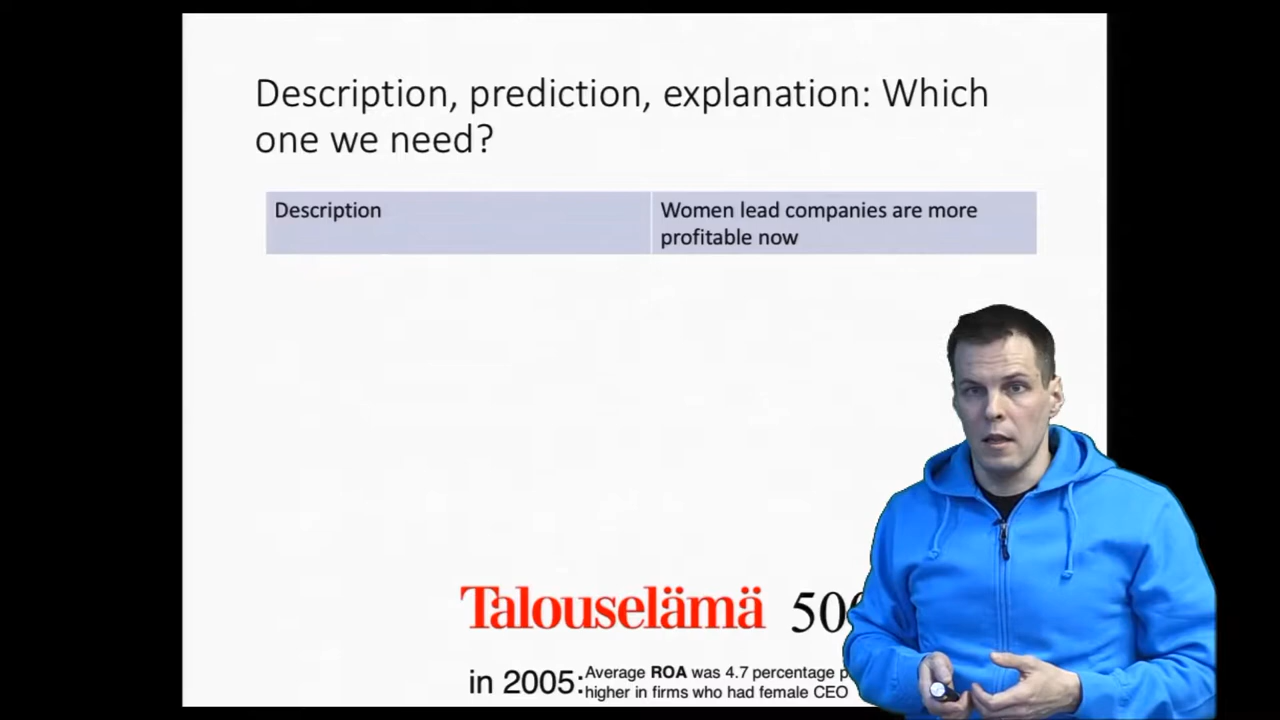 Description, prediction, explanation: Which
one we need?
Description
Women lead companies are more
profitable now
Talouselämä
in 2005:
Average ROA was 4.7 percentage
higher in firms who had female CEO